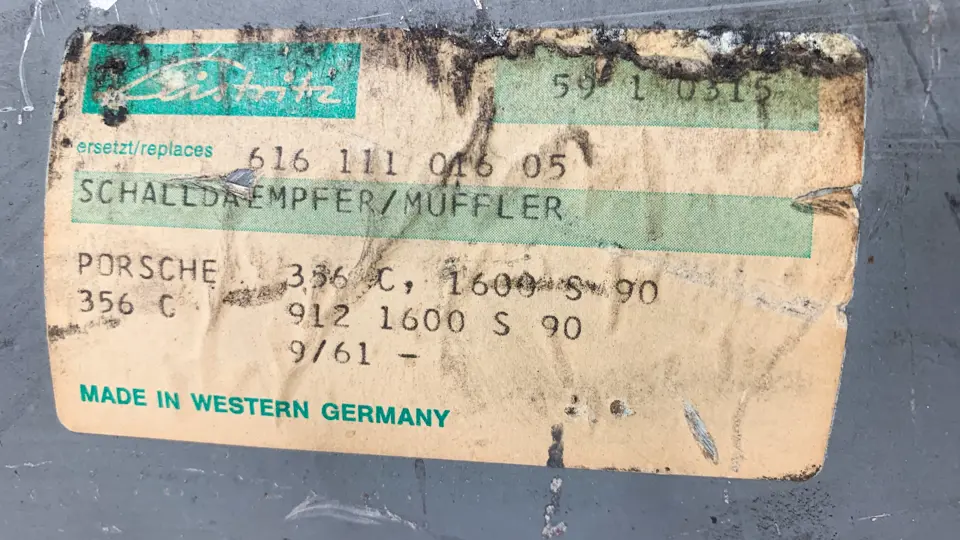 Leistritz
59 1 0315
ersetzt/replaces 616 111 016 05
SCHALLDAEMPFER/MUFFLER
PORSCHE 356 C, 1600 S 90
356 C 912 1600 S 90
9/61 -
MADE IN WESTERN GERMANY